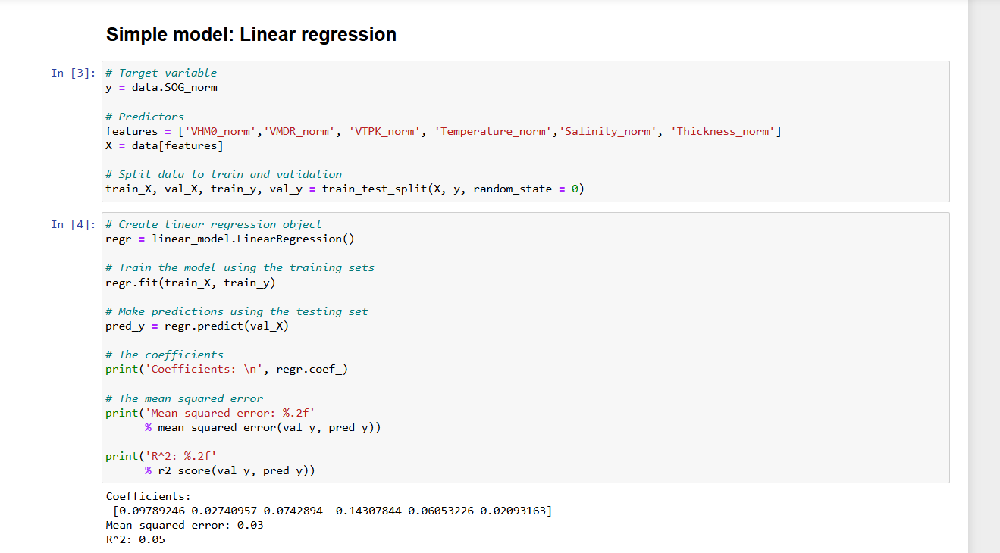 Simple model: Linear regression
In [3]:
# Target variable
y = data.SOG_norm
# Predictors
features = ['VHM0_norm','VMDR_norm', 'VTPK_norm', 'Temperature_norm','Salinity_norm', 'Thickness_norm']
X = data[features]
# Split data to train and validation
train_X, val_X, train_y, val_y = train_test_split(X, y, random_state = 0)
In [4]:
# Create linear regression object
regr = linear_model.LinearRegression()
# Train the model using the training sets
regr.fit(train_X, train_y)
# Make predictions using the testing set
pred_y = regr.predict(val_X)
# The coefficients
print('Coefficients: \n', regr.coef_)
# The mean squared error
print('Mean squared error: %.2f'
      % mean_squared_error(val_y, pred_y))
print('R^2: %.2f'
      % r2_score(val_y, pred_y))
Coefficients:
 [0.09789246 0.02740957 0.0742894  0.14307844 0.06053226 0.02093163]
Mean squared error: 0.03
R^2: 0.05